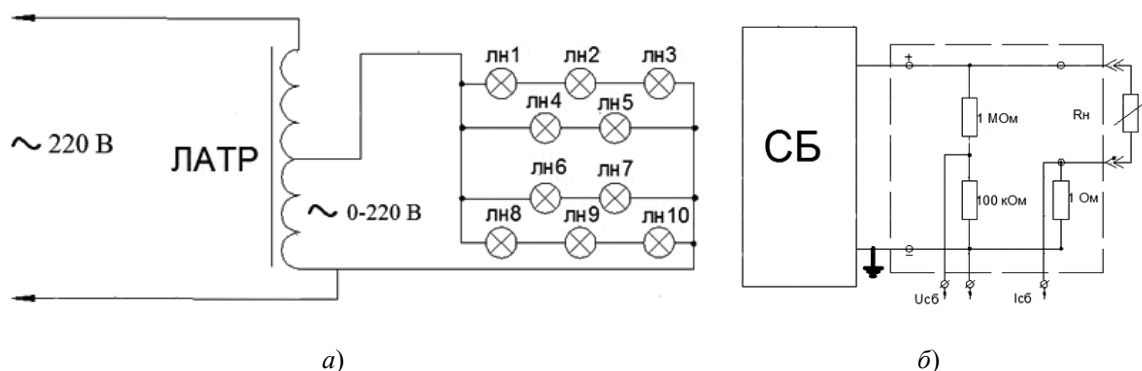 лн1 лн2 лн3
лн4 лн5
~ 220 В
ЛАТР
лн6 лн7
~ 0-220 В
лн8 лн9 лн10
а)
+
1 МОм
Rн
СБ
100 кОм
1 Ом
–
Uсб
Iсб
б)